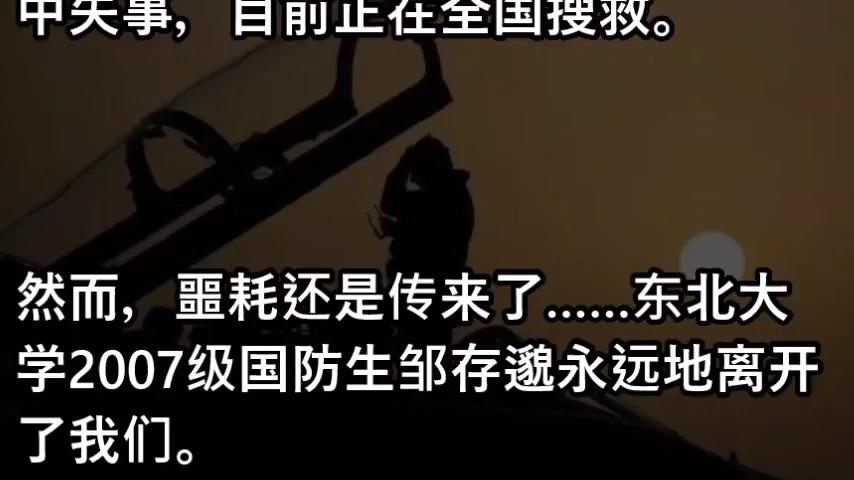 中失事，目前正在全国搜救。
然而，噩耗还是传来了......东北大
学2007级国防生邹存邈永远地离开
了我们。